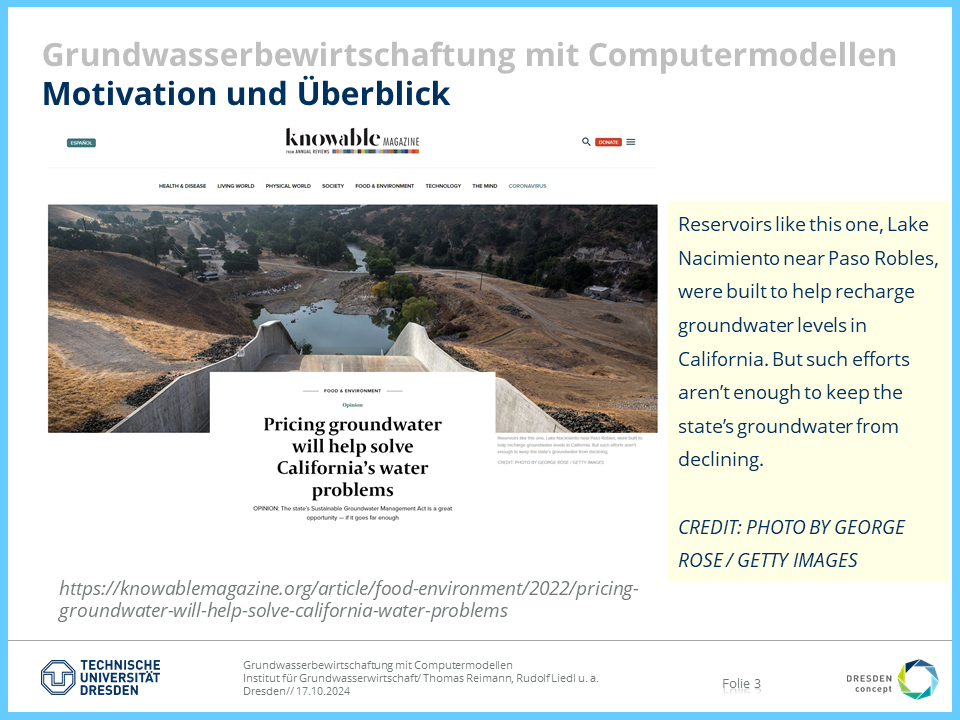 Grundwasserbewirtschaftung mit Computermodellen
Motivation und Überblick
ESPAÑOL
knowable MAGAZINE
FROM ANNUAL REVIEWS
DONATE
HEALTH & DISEASE LIVING WORLD PHYSICAL WORLD SOCIETY FOOD & ENVIRONMENT TECHNOLOGY THE MIND CORONAVIRUS
FOOD & ENVIRONMENT
Opinion
Pricing groundwater
will help solve
California’s water
problems
OPINION: The state’s Sustainable Groundwater Management Act is a great
opportunity — if it goes far enough
Reservoirs like this one, Lake Nacimiento near Paso Robles, were built to
help recharge groundwater levels in California. But such efforts aren’t
enough to keep the state’s groundwater from declining.
CREDIT: PHOTO BY GEORGE ROSE / GETTY IMAGES
Reservoirs like this one, Lake
Nacimiento near Paso Robles,
were built to help recharge
groundwater levels in
California. But such efforts
aren’t enough to keep the
state’s groundwater from
declining.
CREDIT: PHOTO BY GEORGE
ROSE / GETTY IMAGES
https://knowablemagazine.org/article/food-environment/2022/pricing-
groundwater-will-help-solve-california-water-problems
TECHNISCHE
UNIVERSITÄT
DRESDEN
Grundwasserbewirtschaftung mit Computermodellen
Institut für Grundwasserwirtschaft/ Thomas Reimann, Rudolf Liedl u. a.
Dresden// 17.10.2024
Folie 3
DRESDEN
concept